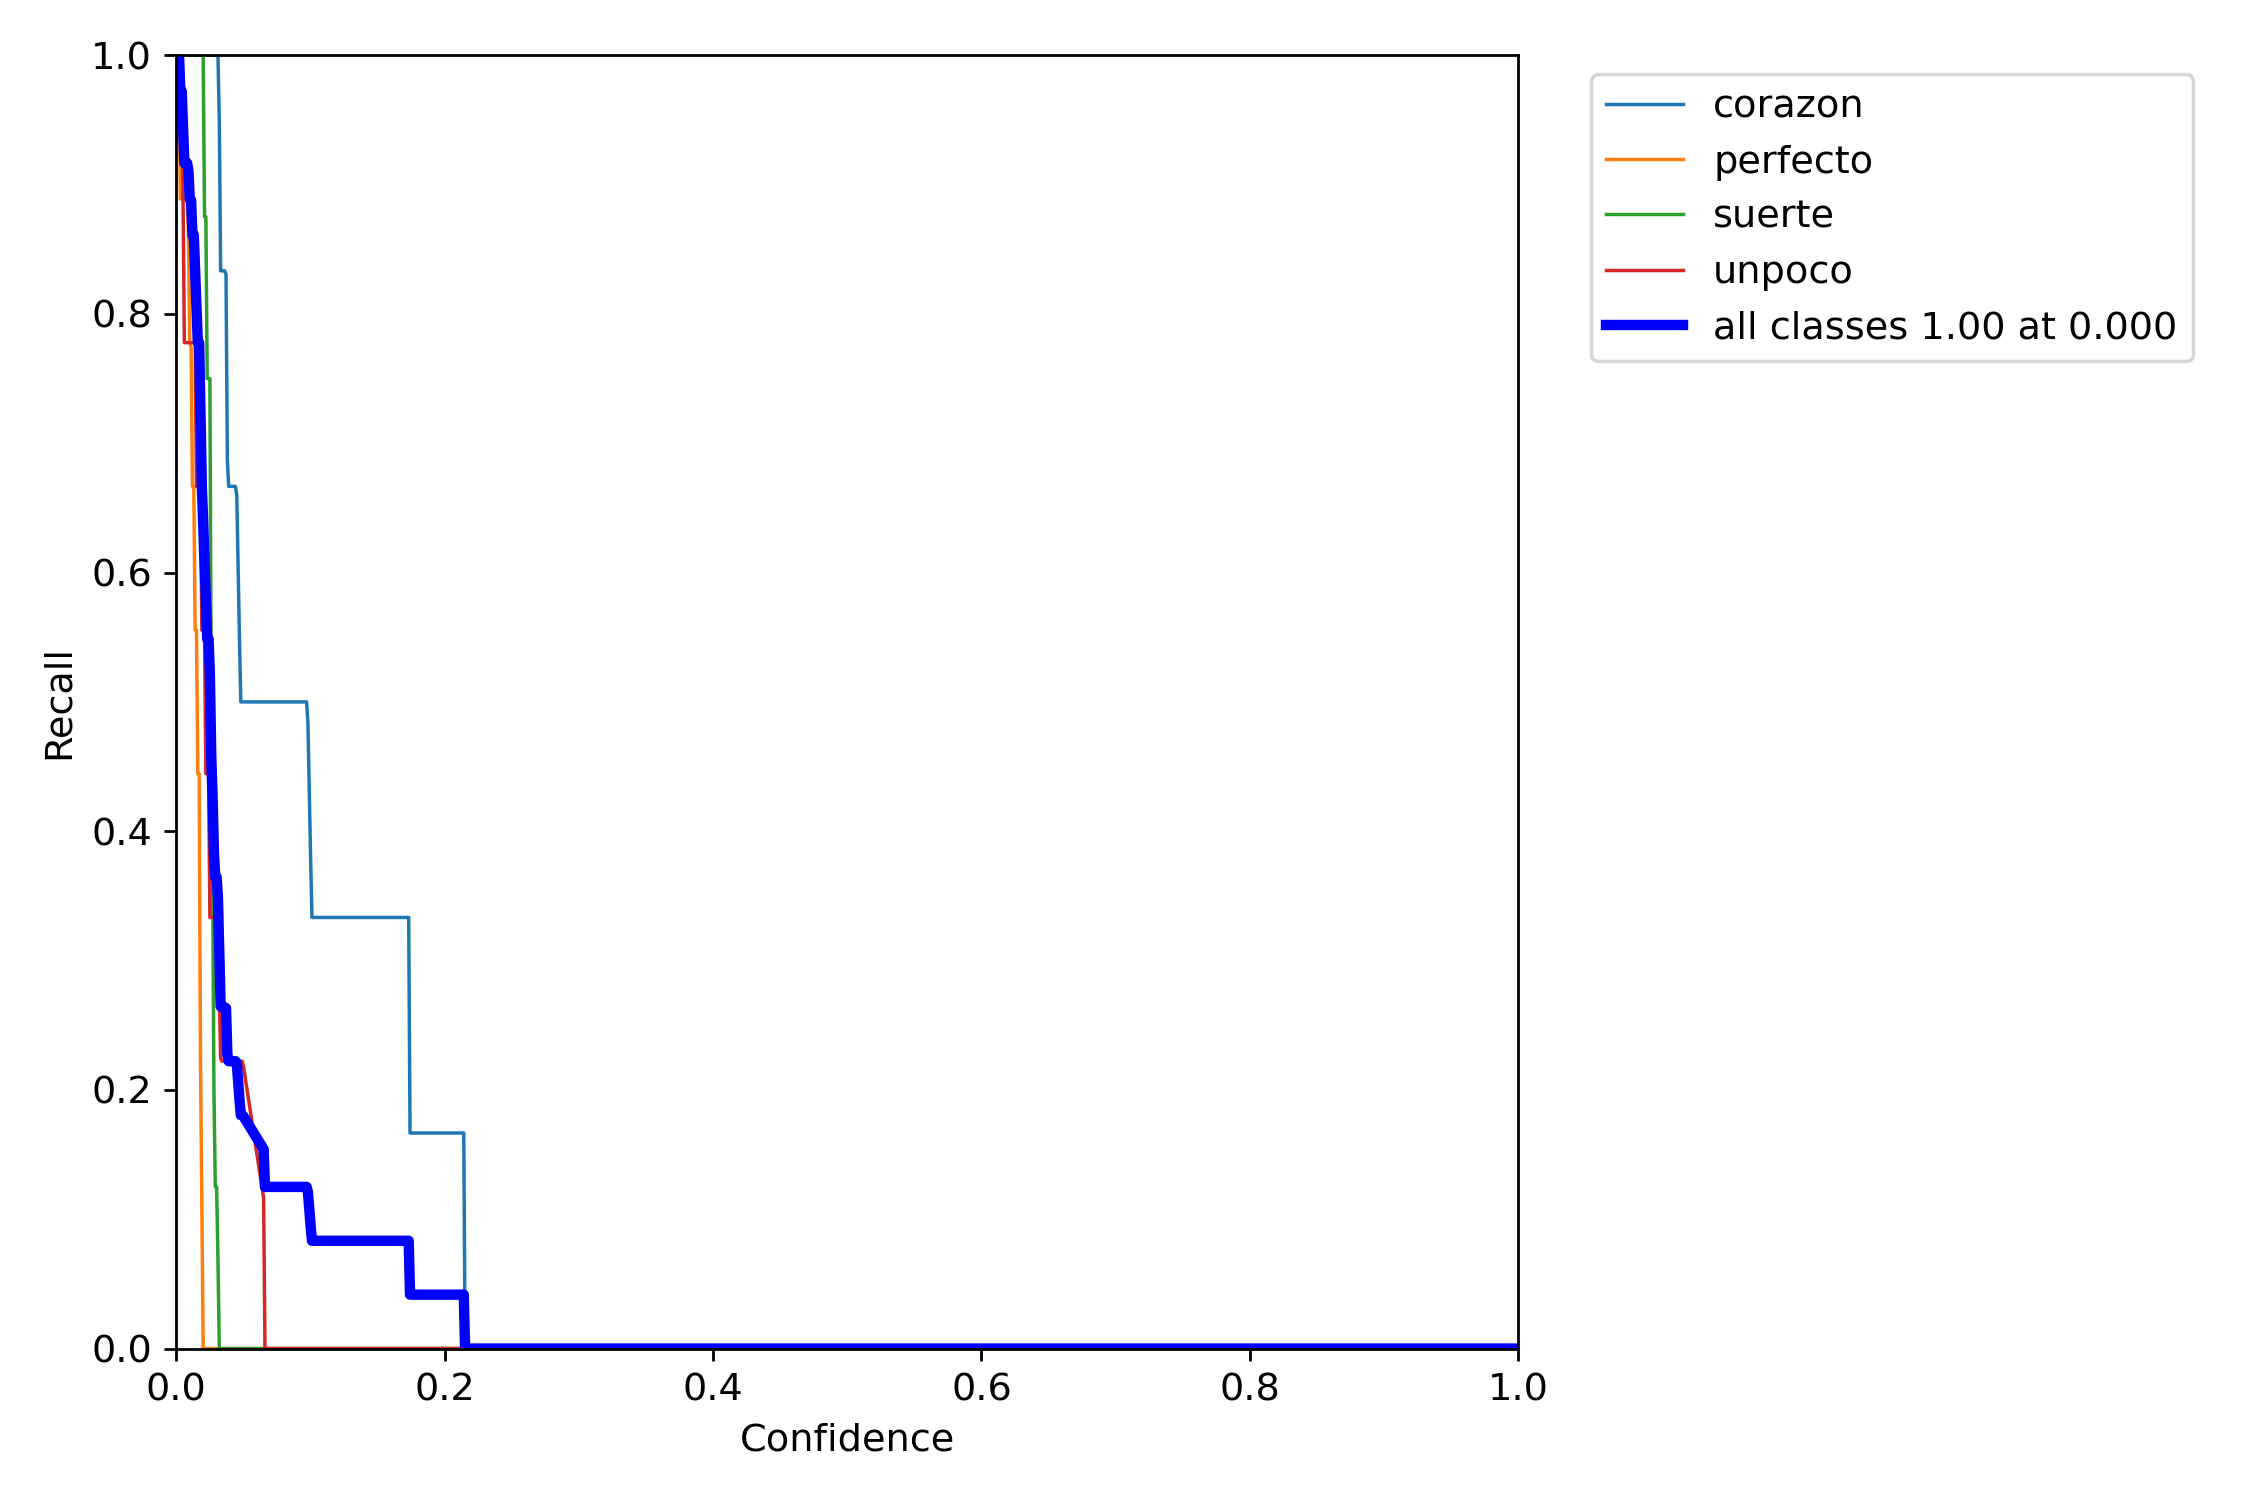 1.0
0.8
0.6
0.4
0.2
0.0
Recall
0.0 0.2 0.4 0.6 0.8 1.0
Confidence
corazon
perfecto
suerte
unpoco
all classes 1.00 at 0.000